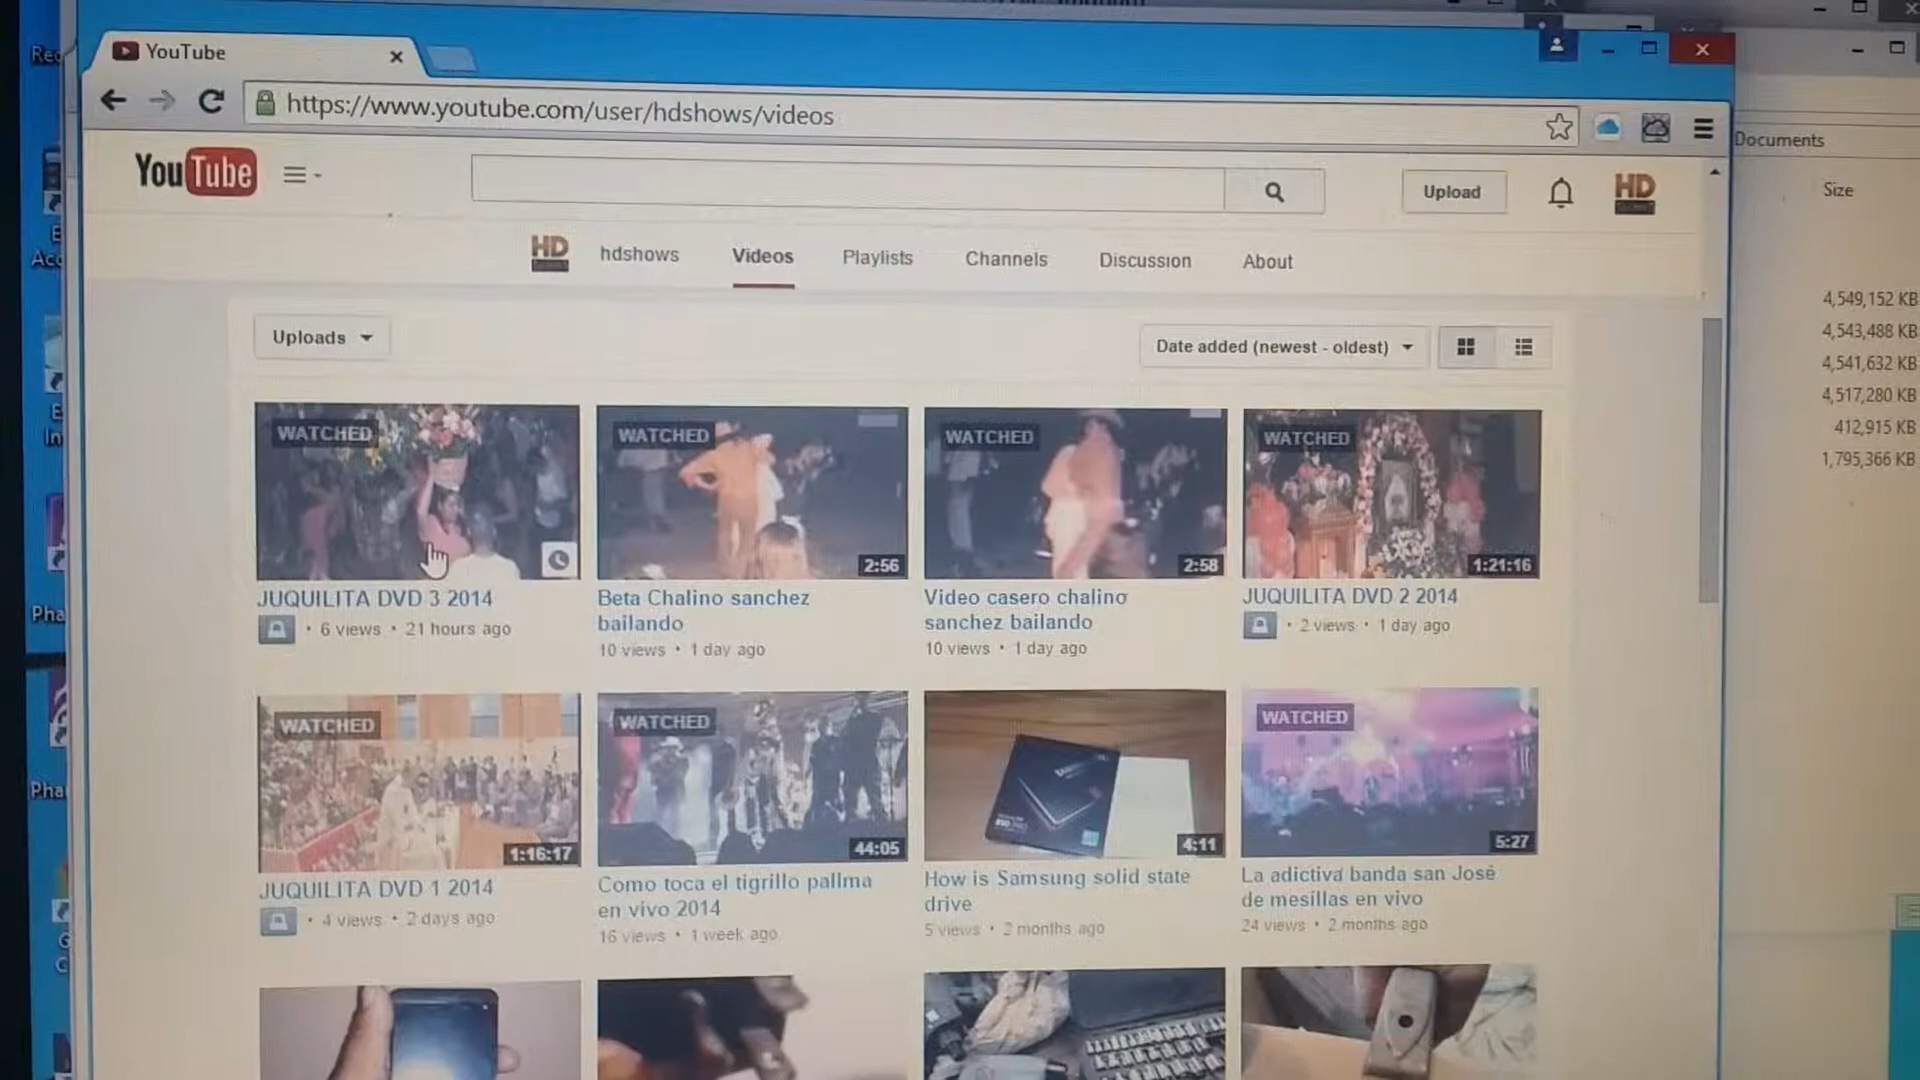 Rec
YouTube
https://www.youtube.com/user/hdshows/videos
Documents
YouTube
Upload
HD
Size
HD
hdshows
Videos
Playlists
Channels
Discussion
About
Uploads
Date added (newest - oldest)
4,549,152 KB
4,543,488 KB
4,541,632 KB
4,517,280 KB
412,915 KB
1,795,366 KB
WATCHED
WATCHED
2:56
WATCHED
2:58
WATCHED
1:21:16
JUQUILITA DVD 3 2014
• 6 views • 21 hours ago
Beta Chalino sanchez
bailando
10 views • 1 day ago
Video casero chalino
sanchez bailando
10 views • 1 day ago
JUQUILITA DVD 2 2014
• 2 views • 1 day ago
WATCHED
1:16:17
WATCHED
44:05
4:11
WATCHED
5:27
JUQUILITA DVD 1 2014
• 4 views • 2 days ago
Como toca el tigrillo pallma
en vivo 2014
16 views • 1 week ago
How is Samsung solid state
drive
5 views • 2 months ago
La adictiva banda san José
de mesillas en vivo
24 views • 2 months ago
E
Acc
E
In
Pha
Pha